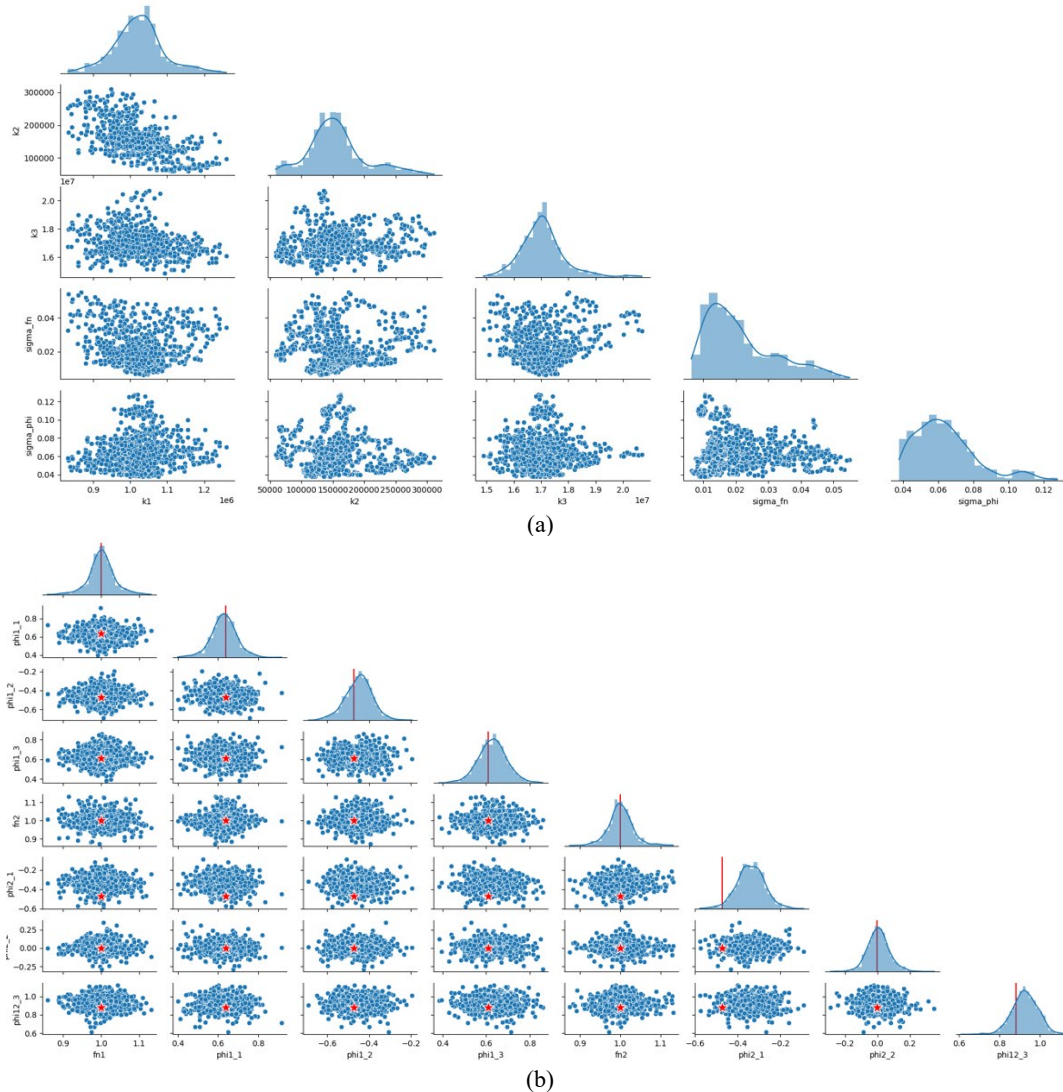 k2
300000
200000
100000
1e7
k3
2.0
1.8
1.6
sigma_fn
0.04
0.02
sigma_phi
0.12
0.10
0.08
0.06
0.04
0.9 1.0 1.1 1.2 1e6
k1
50000 100000 150000 200000 250000 300000
k2
1.5 1.6 1.7 1.8 1.9 2.0 1e7
k3
0.01 0.02 0.03 0.04 0.05
sigma_fn
0.04 0.06 0.08 0.10 0.12
sigma_phi
(a)
phi1_1
0.8
0.6
0.4
phi1_2
−0.2
−0.4
−0.6
phi1_3
0.8
0.6
0.4
fn2
1.1
1.0
0.9
phi2_1
−0.2
−0.4
−0.6
0.25
0.00
−0.25
phi12_3
1.0
0.8
0.6
0.9 1.0 1.1
fn1
0.4 0.6 0.8
phi1_1
−0.6 −0.4 −0.2
phi1_2
0.4 0.6 0.8
phi1_3
0.9 1.0 1.1
fn2
−0.6 −0.4 −0.2
phi2_1
−0.2 0.0 0.2
phi2_2
0.6 0.8 1.0
phi12_3
(b)